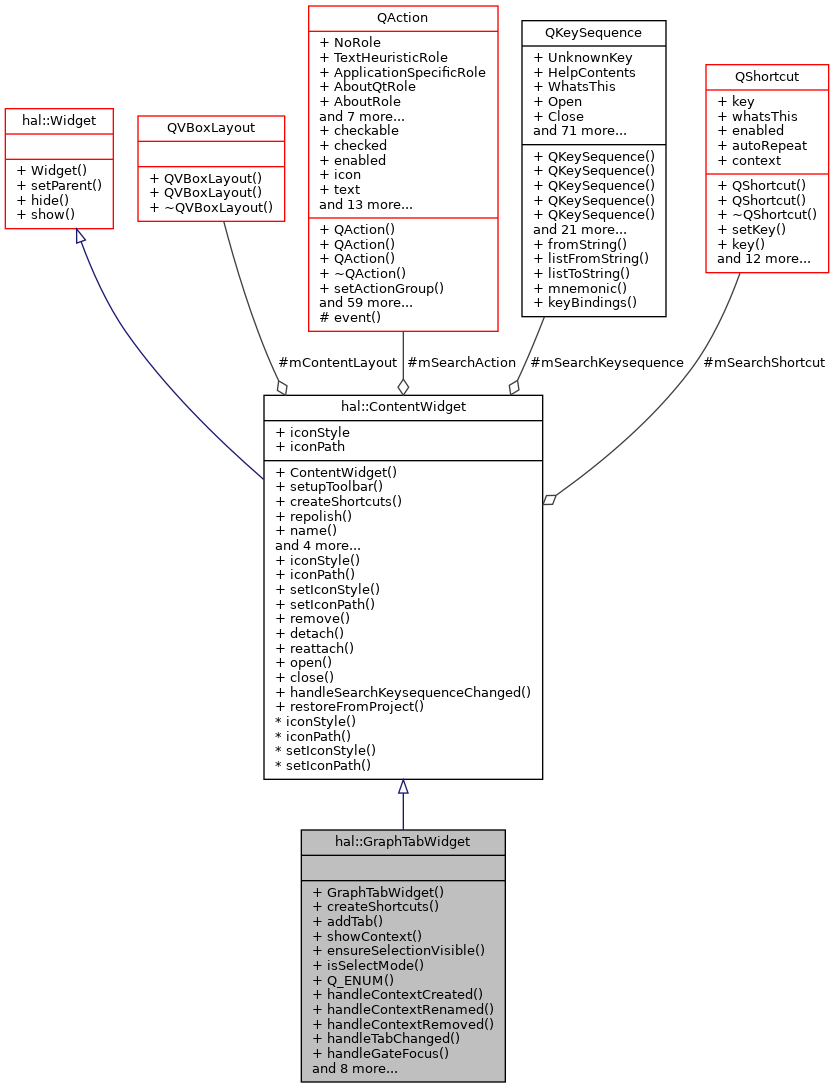 hal::Widget
+ Widget()
+ setParent()
+ hide()
+ show()
QVBoxLayout
+ QVBoxLayout()
+ QVBoxLayout()
+ ~QVBoxLayout()
QAction
+ NoRole
+ TextHeuristicRole
+ ApplicationSpecificRole
+ AboutQtRole
+ AboutRole
and 7 more...
+ checkable
+ checked
+ enabled
+ icon
+ text
and 13 more...
+ QAction()
+ QAction()
+ QAction()
+ ~QAction()
+ setActionGroup()
and 59 more...
# event()
QKeySequence
+ UnknownKey
+ HelpContents
+ WhatsThis
+ Open
+ Close
and 71 more...
+ QKeySequence()
+ QKeySequence()
+ QKeySequence()
+ QKeySequence()
+ QKeySequence()
and 21 more...
+ fromString()
+ listFromString()
+ listToString()
+ mnemonic()
+ keyBindings()
QShortcut
+ key
+ whatsThis
+ enabled
+ autoRepeat
+ context
+ QShortcut()
+ QShortcut()
+ ~QShortcut()
+ setKey()
+ key()
and 12 more...
#mContentLayout
#mSearchAction
#mSearchKeysequence
#mSearchShortcut
hal::ContentWidget
+ iconStyle
+ iconPath
+ ContentWidget()
+ setupToolbar()
+ createShortcuts()
+ repolish()
+ name()
and 4 more...
+ iconStyle()
+ iconPath()
+ setIconStyle()
+ setIconPath()
+ remove()
+ detach()
+ reattach()
+ open()
+ close()
+ handleSearchKeysequenceChanged()
+ restoreFromProject()
* iconStyle()
* iconPath()
* setIconStyle()
* setIconPath()
hal::GraphTabWidget
+ GraphTabWidget()
+ createShortcuts()
+ addTab()
+ showContext()
+ ensureSelectionVisible()
+ isSelectMode()
+ Q_ENUM()
+ handleContextCreated()
+ handleContextRenamed()
+ handleContextRemoved()
+ handleTabChanged()
+ handleGateFocus()
and 8 more...